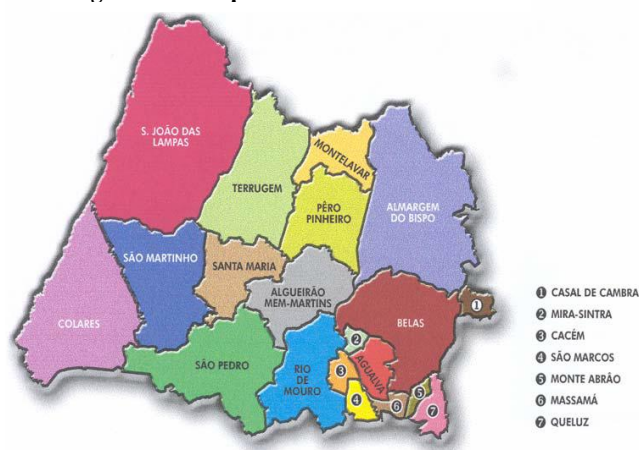 S. JOÃO DAS
LAMPAS
TERRUGEM
MONTELAVAR
PÊRO
PINHEIRO
ALMARGEM
DO BISPO
SÃO MARTINHO
SANTA MARIA
ALGUEIRÃO
MEM-MARTINS
COLARES
SÃO PEDRO
RIO
DE
MOURO
BELAS
AGUALVA
1
2
3
4
5
6
7
1 CASAL DE CAMBRA
2 MIRA-SINTRA
3 CACÉM
4 SÃO MARCOS
5 MONTE ABRÃO
6 MASSAMÁ
7 QUELUZ